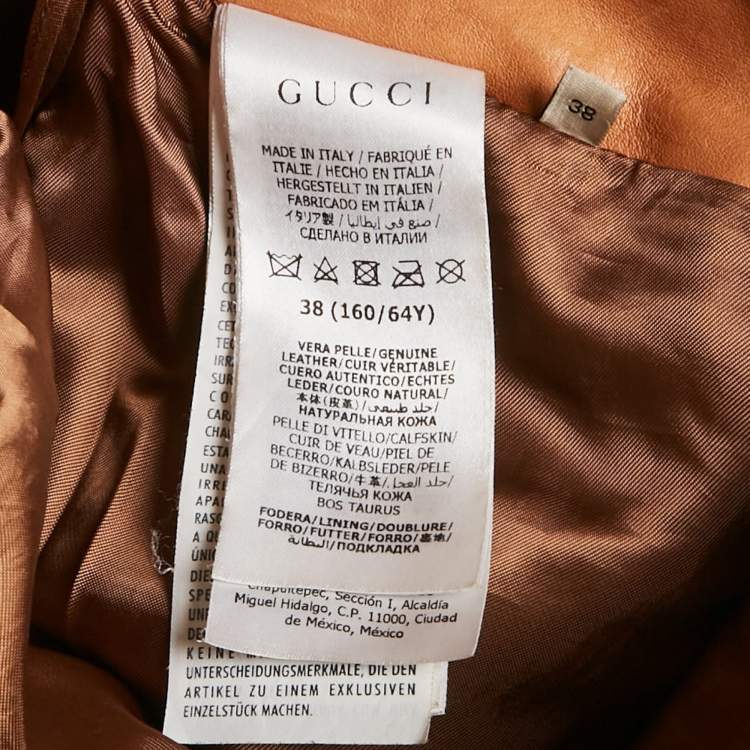 GUCCI
38
MADE IN ITALY / FABRIQUÉ EN
ITALIE / HECHO EN ITALIA /
HERGESTELLT IN ITALIEN /
FABRICADO EM ITÁLIA /
イタリア製 / صنع في إيطاليا /
СДЕЛАНО В ИТАЛИИ
38 (160/64Y)
VERA PELLE/GENUINE
LEATHER/CUIR VÉRITABLE/
CUERO AUTENTICO/ECHTES
LEDER/COURO NATURAL/
本体(皮革)/جلد طبيعي/
НАТУРАЛЬНАЯ КОЖА
PELLE DI VITELLO/CALFSKIN/
CUIR DE VEAU/PIEL DE
BECERRO/KALBSLEDER/PELE
DE BIZERRO/牛革/جلد العجل/
ТЕЛЯЧЬЯ КОЖА
BOS TAURUS
FODERA/LINING/DOUBLURE/
FORRO/FUTTER/FORRO/裏地/
البطانة/ПОДКЛАДКА
Chapultepec, Sección I, Alcaldía
Miguel Hidalgo, C.P. 11000, Ciudad
de México, México
KEINE
UNTERSCHEIDUNGSMERKMALE, DIE DEN
ARTIKEL ZU EINEM EXKLUSIVEN
EINZELSTÜCK MACHEN.